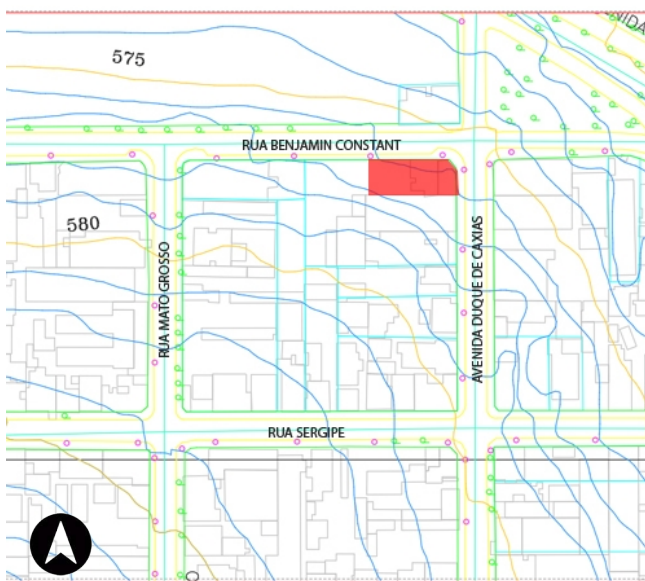 575
RUA BENJAMIN CONSTANT
580
RUA MATO GROSSO
AVENIDA DUQUE DE CAXIAS
RUA SERGIPE